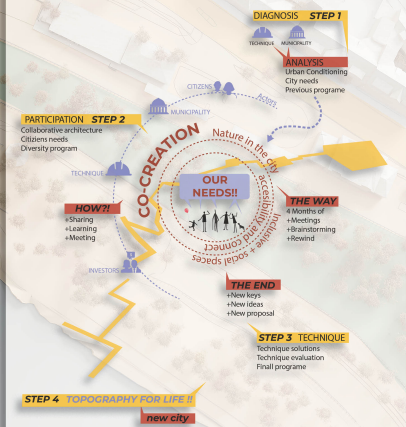 DIAGNOSIS STEP 1
TECHNIQUE MUNICIPALITY
ANALYSIS
Urban Conditioning
City needs
Previous programe
CITIZENS
MUNICIPALITY
PARTICIPATION STEP 2
Collaborative architecture
Citiziens needs
Diversity program
TECHNIQUE
CO-CREATION
Nature in the city
accessibility and connect
inclusive + social spaces
OUR
NEEDS!!
HOW?!
+Sharing
+Learning
+Meeting
THE WAY
4 Months of
+Meetings
+Brainstorming
+Rewind
INVESTORS
THE END
+New keys
+New ideas
+New proposal
STEP 3 TECHNIQUE
Technique solutions
Technique evaluation
Finall programe
STEP 4 TOPOGRAPHY FOR LIFE !!
new city